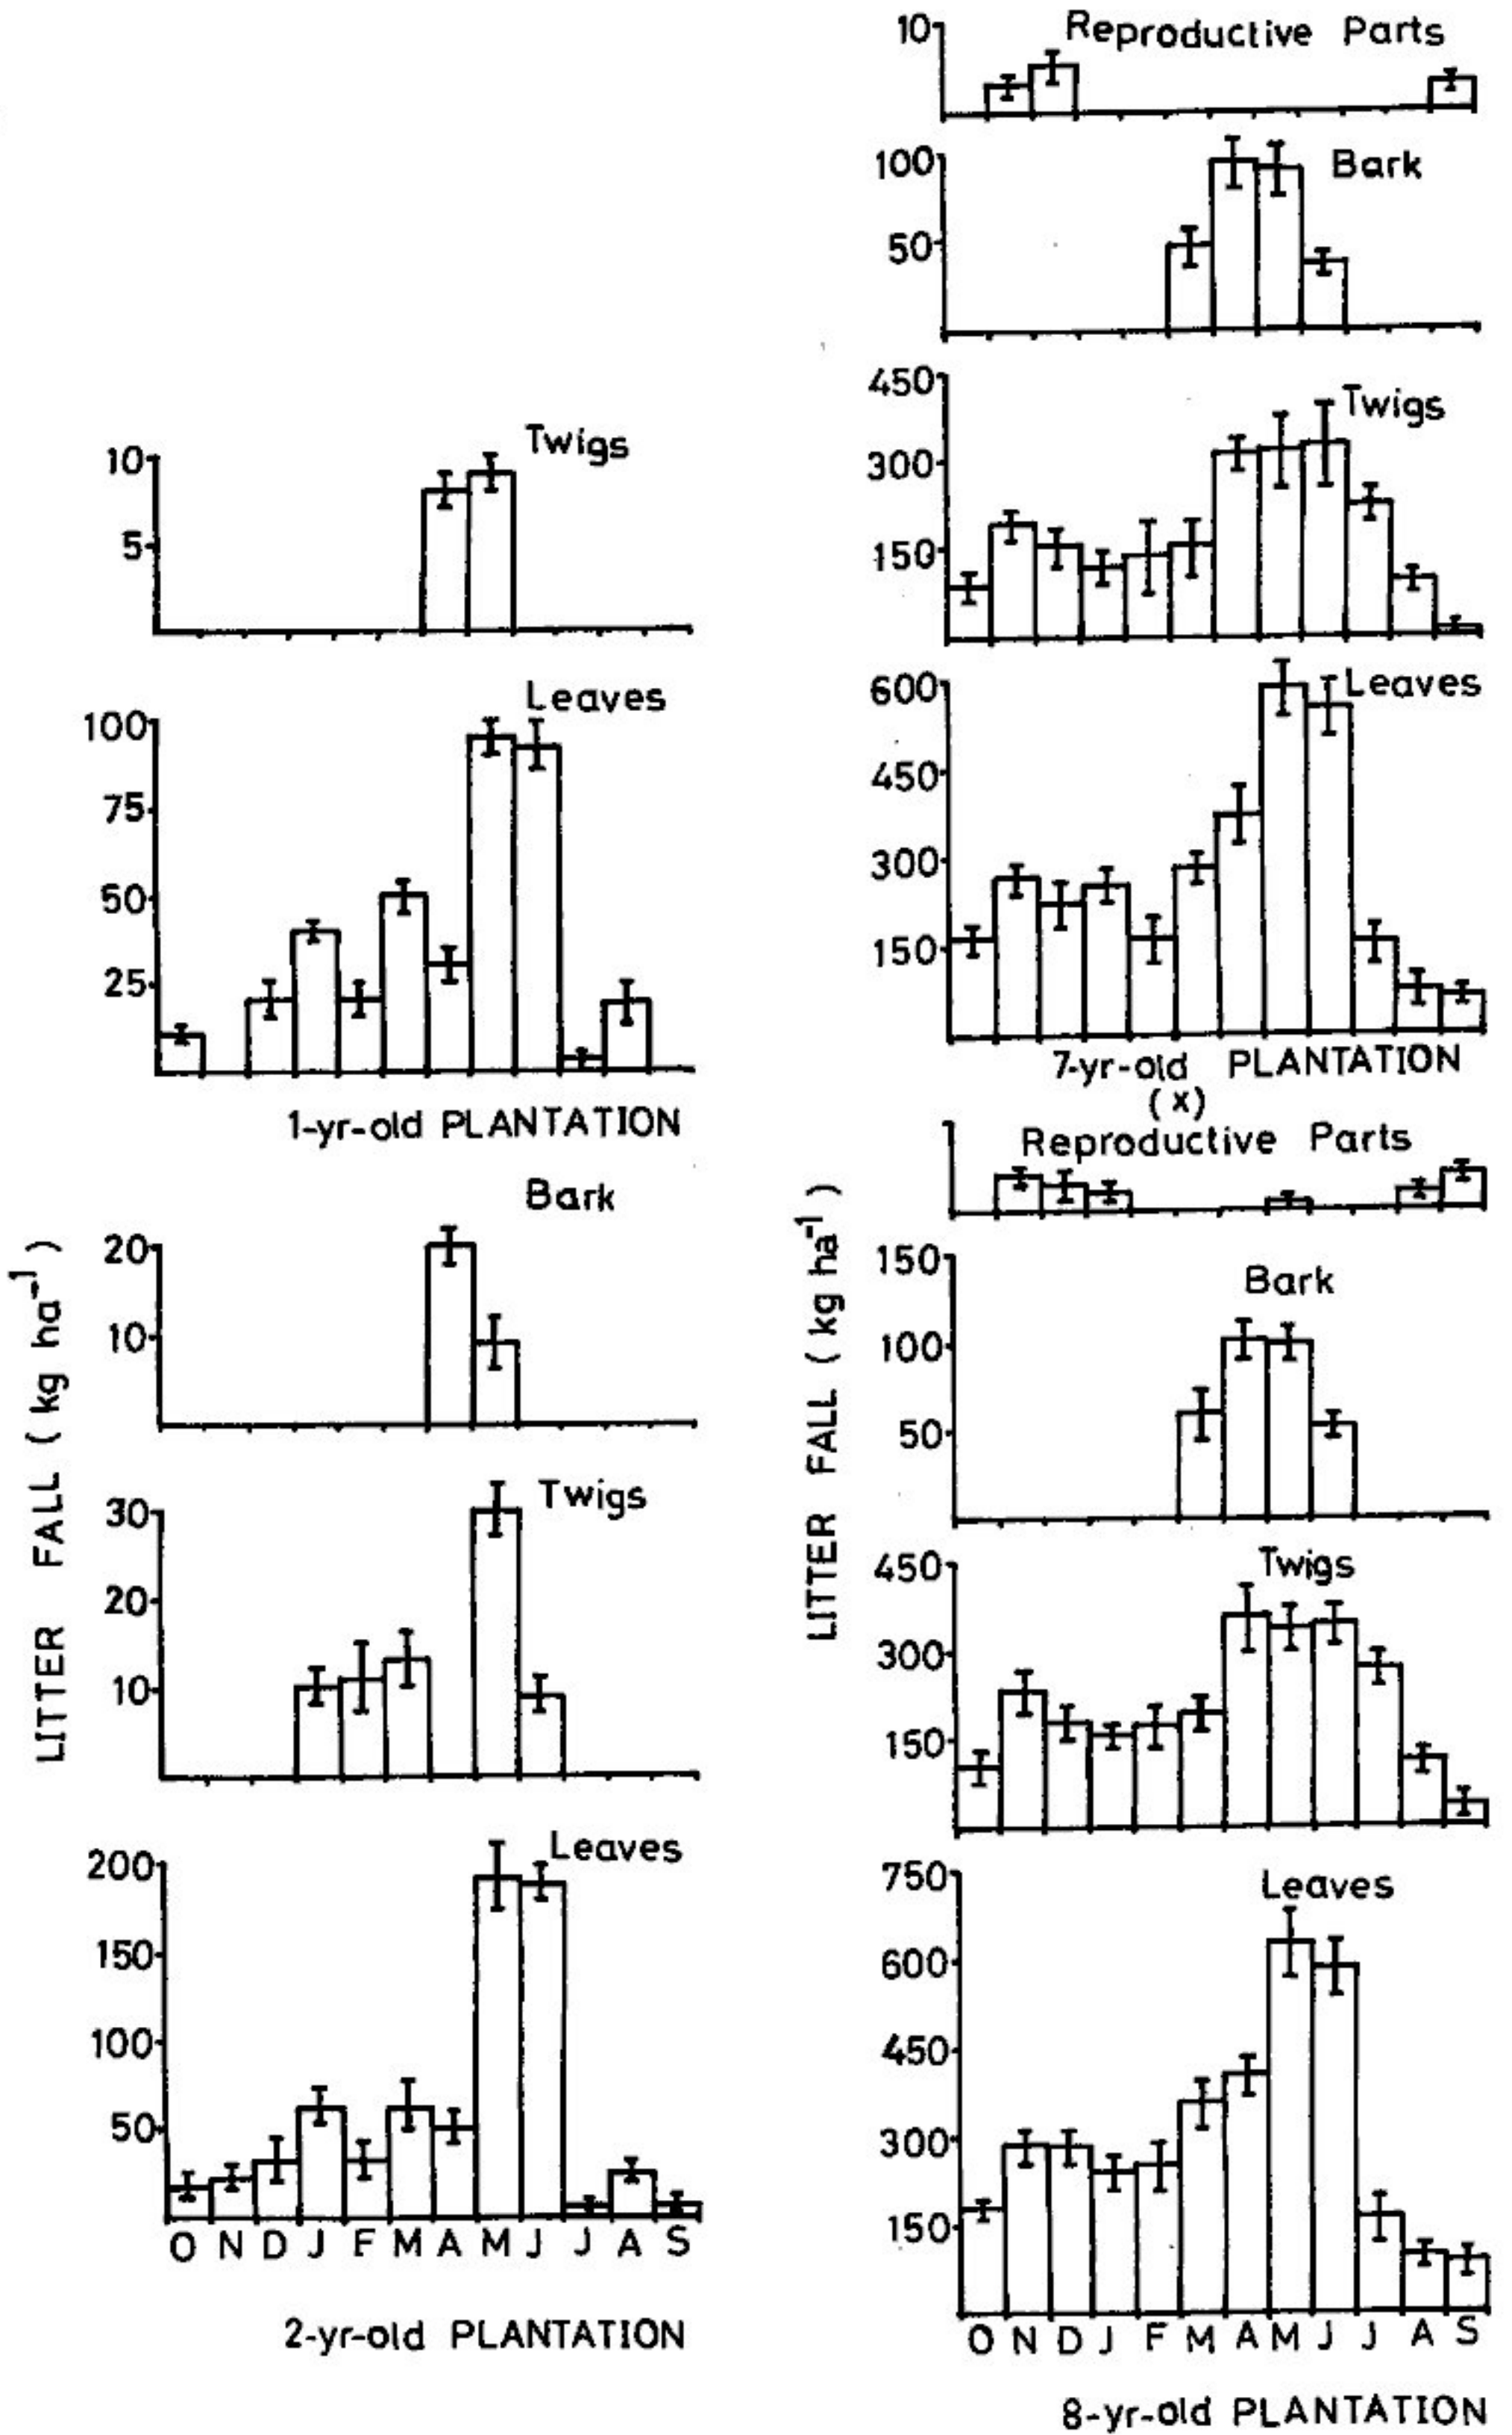 Twigs
10
5
Leaves
100
75
50
25
1-yr-old PLANTATION
LITTER FALL ( kg ha⁻¹ )
Bark
20
10
Twigs
30
20
10
Leaves
200
150
100
50
O N D J F M A M J J A S
2-yr-old PLANTATION
Reproductive Parts
10
Bark
100
50
Twigs
450
300
150
Leaves
600
450
300
150
7-yr-old PLANTATION
(x)
LITTER FALL ( kg ha⁻¹ )
Reproductive Parts
Bark
150
100
50
Twigs
450
300
150
Leaves
750
600
450
300
150
O N D J F M A M J J A S
8-yr-old PLANTATION